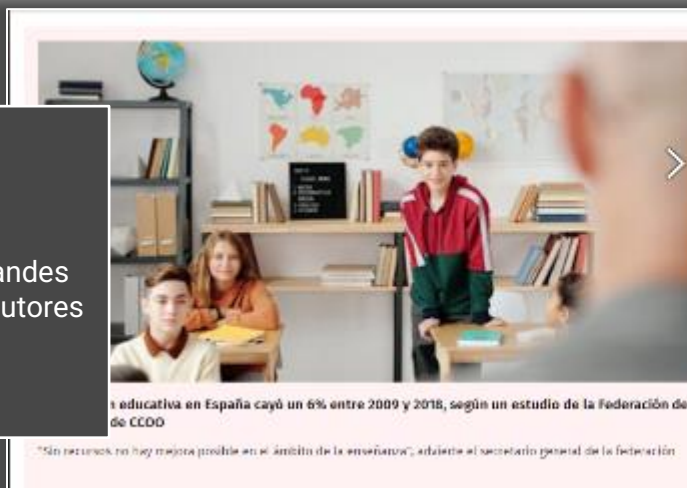 andes
utores
n educativa en España cayó un 6% entre 2009 y 2018, según un estudio de la Federación de
de CCOO
"Sin recursos no hay mejora posible en el ámbito de la enseñanza", advierte el secretario general de la federación